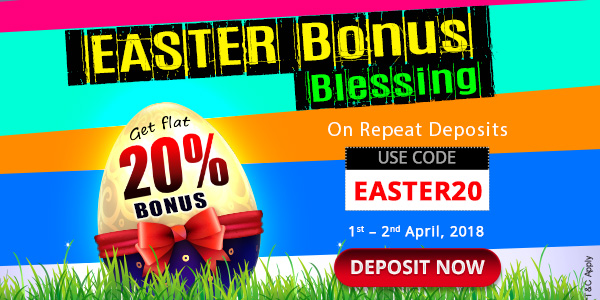 EASTER Bonus
Blessing
Get flat
20%
BONUS
On Repeat Deposits
USE CODE
EASTER20
1st – 2nd April, 2018
DEPOSIT NOW
T&C Apply